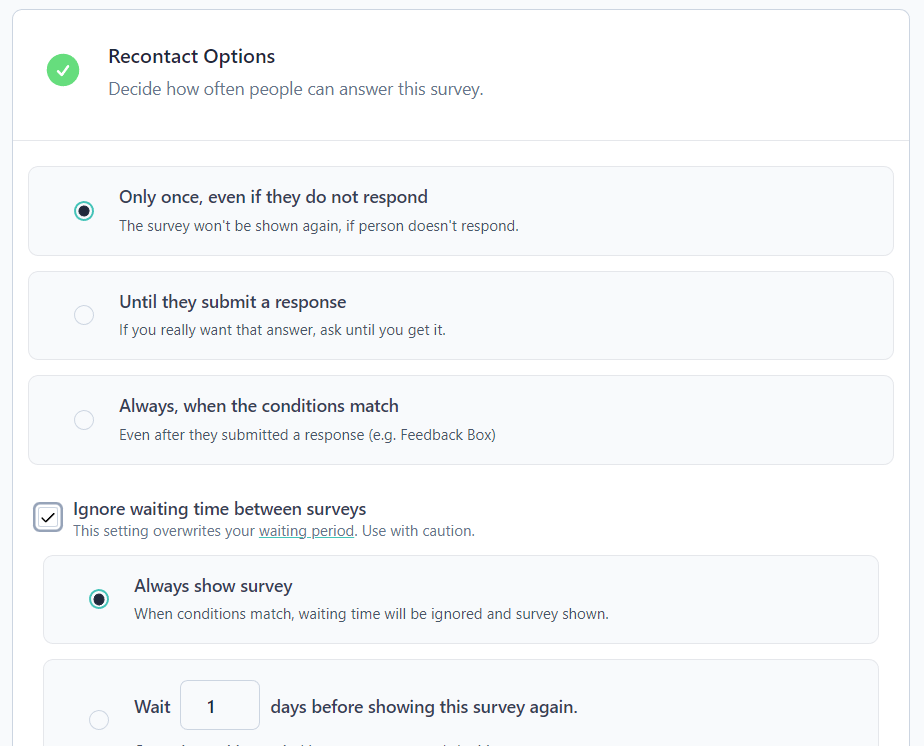 Recontact Options
Decide how often people can answer this survey.
Only once, even if they do not respond
The survey won't be shown again, if person doesn't respond.
Until they submit a response
If you really want that answer, ask until you get it.
Always, when the conditions match
Even after they submitted a response (e.g. Feedback Box)
Ignore waiting time between surveys
This setting overwrites your waiting period. Use with caution.
Always show survey
When conditions match, waiting time will be ignored and survey shown.
Wait 1 days before showing this survey again.